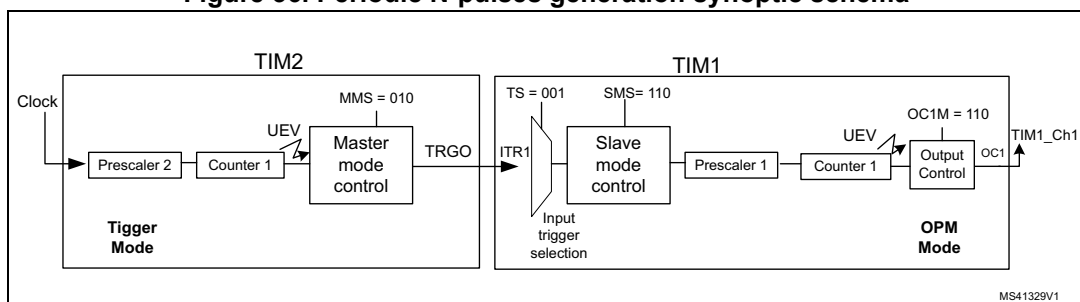 Periodic N pulses generation synoptic schema
TIM2
TIM1
Clock
MMS = 010
TS = 001
SMS= 110
OC1M = 110
UEV
UEV
TIM1_Ch1
Prescaler 2
Counter 1
Master
mode
control
TRGO
ITR1
Slave
mode
control
Prescaler 1
Counter 1
Output
Control
OC1
Tigger
Mode
Input
trigger
selection
OPM
Mode
MS41329V1